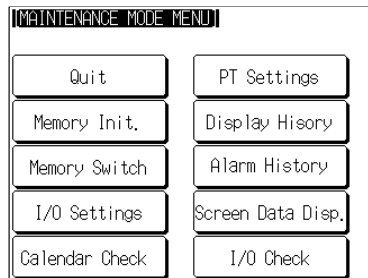 [MAINTENANCE MODE MENU]
Quit
PT Settings
Memory Init.
Display Hisory
Memory Switch
Alarm History
I/O Settings
Screen Data Disp.
Calendar Check
I/O Check